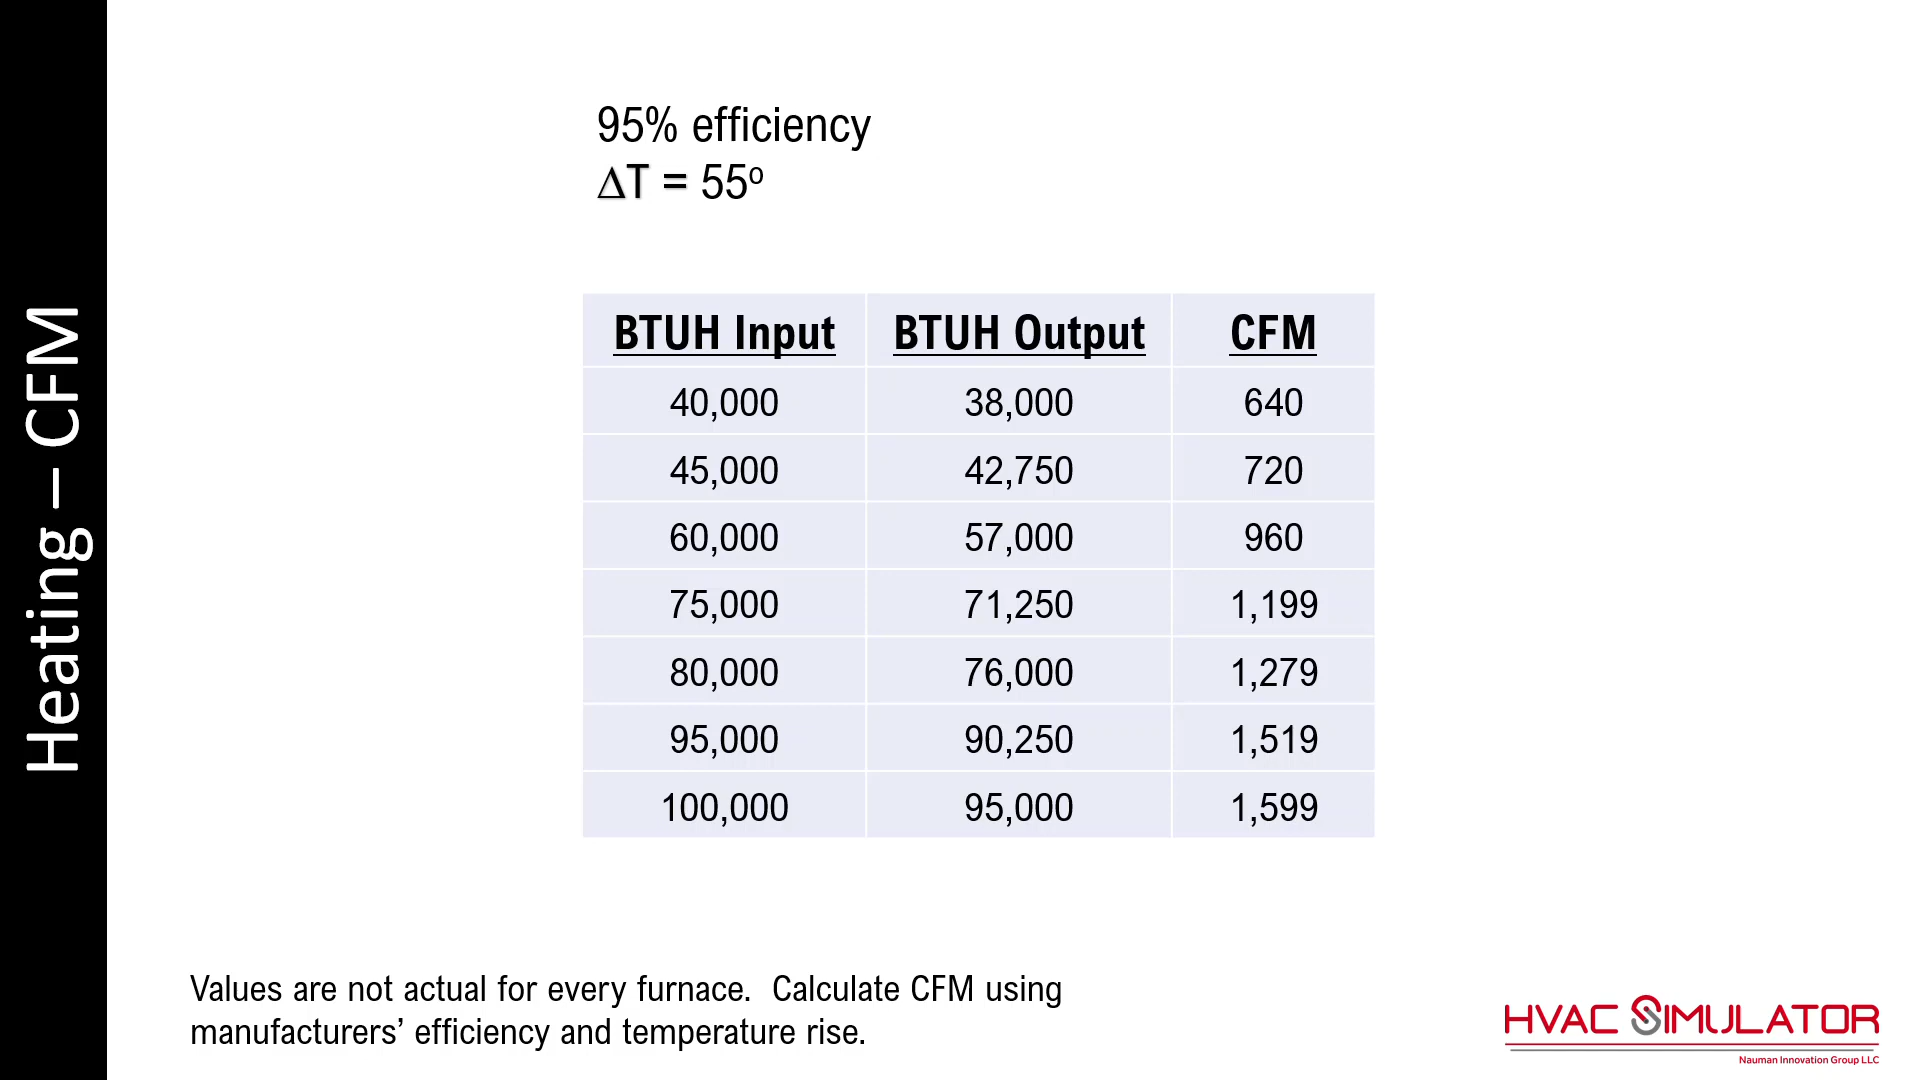 Heating – CFM
95% efficiency
ΔT = 55º
BTUH Input BTUH Output CFM
40,000 38,000 640
45,000 42,750 720
60,000 57,000 960
75,000 71,250 1,199
80,000 76,000 1,279
95,000 90,250 1,519
100,000 95,000 1,599
Values are not actual for every furnace.  Calculate CFM using
manufacturers’ efficiency and temperature rise.
HVAC SIMULATOR
Nauman Innovation Group LLC